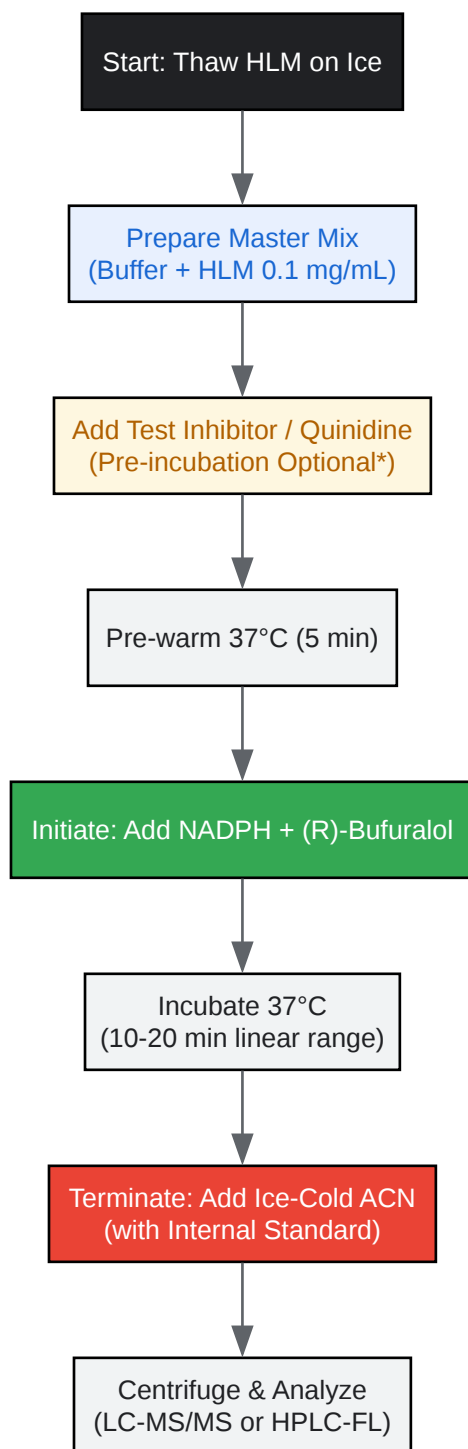 Start: Thaw HLM on Ice
Prepare Master Mix
(Buffer + HLM 0.1 mg/mL)
Add Test Inhibitor / Quinidine
(Pre-incubation Optional*)
Pre-warm 37°C (5 min)
Initiate: Add NADPH + (R)-Bufuralol
Incubate 37°C
(10-20 min linear range)
Terminate: Add Ice-Cold ACN
(with Internal Standard)
Centrifuge & Analyze
(LC-MS/MS or HPLC-FL)